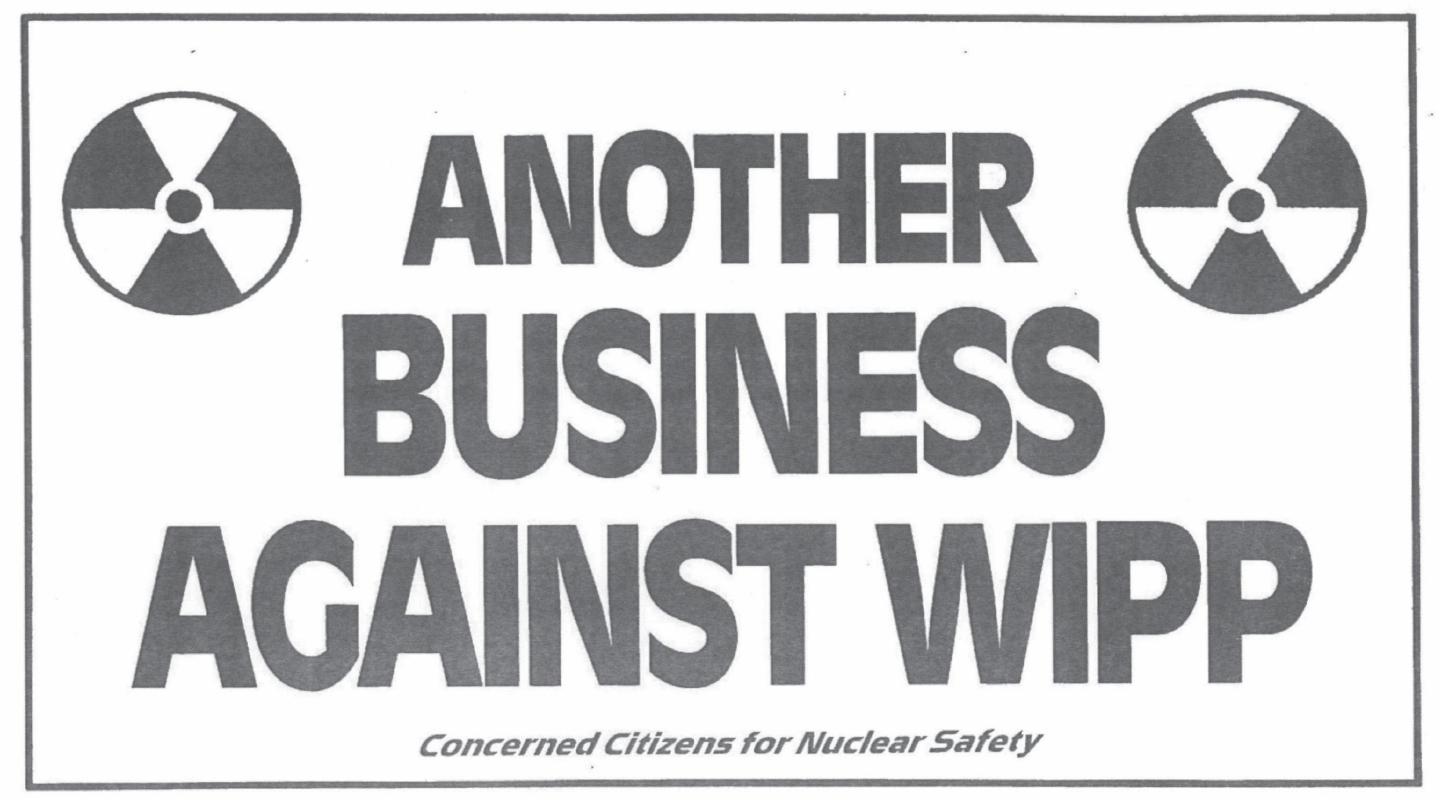 ANOTHER
BUSINESS
AGAINST WIPP
Concerned Citizens for Nuclear Safety